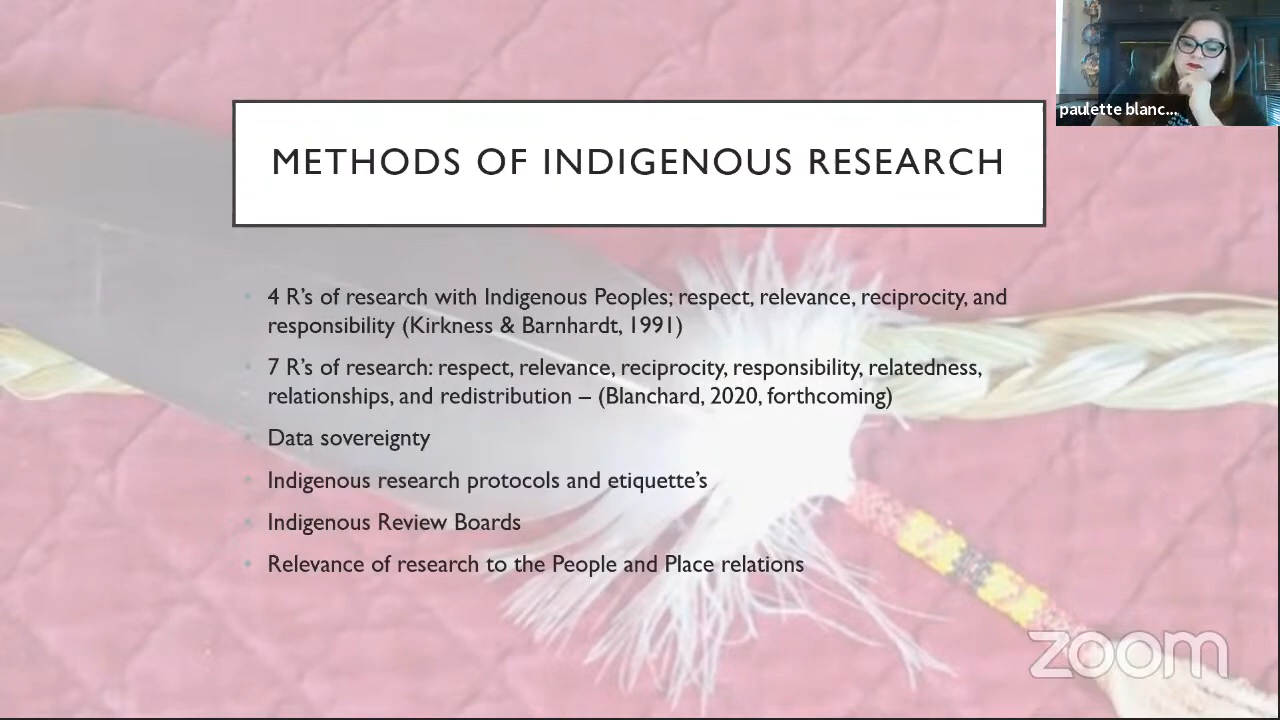 paulette blanc...
METHODS OF INDIGENOUS RESEARCH
4 R's of research with Indigenous Peoples; respect, relevance, reciprocity, and
responsibility (Kirkness & Barnhardt, 1991)
7 R's of research: respect, relevance, reciprocity, responsibility, relatedness,
relationships, and redistribution – (Blanchard, 2020, forthcoming)
Data sovereignty
Indigenous research protocols and etiquette's
Indigenous Review Boards
Relevance of research to the People and Place relations
zoom